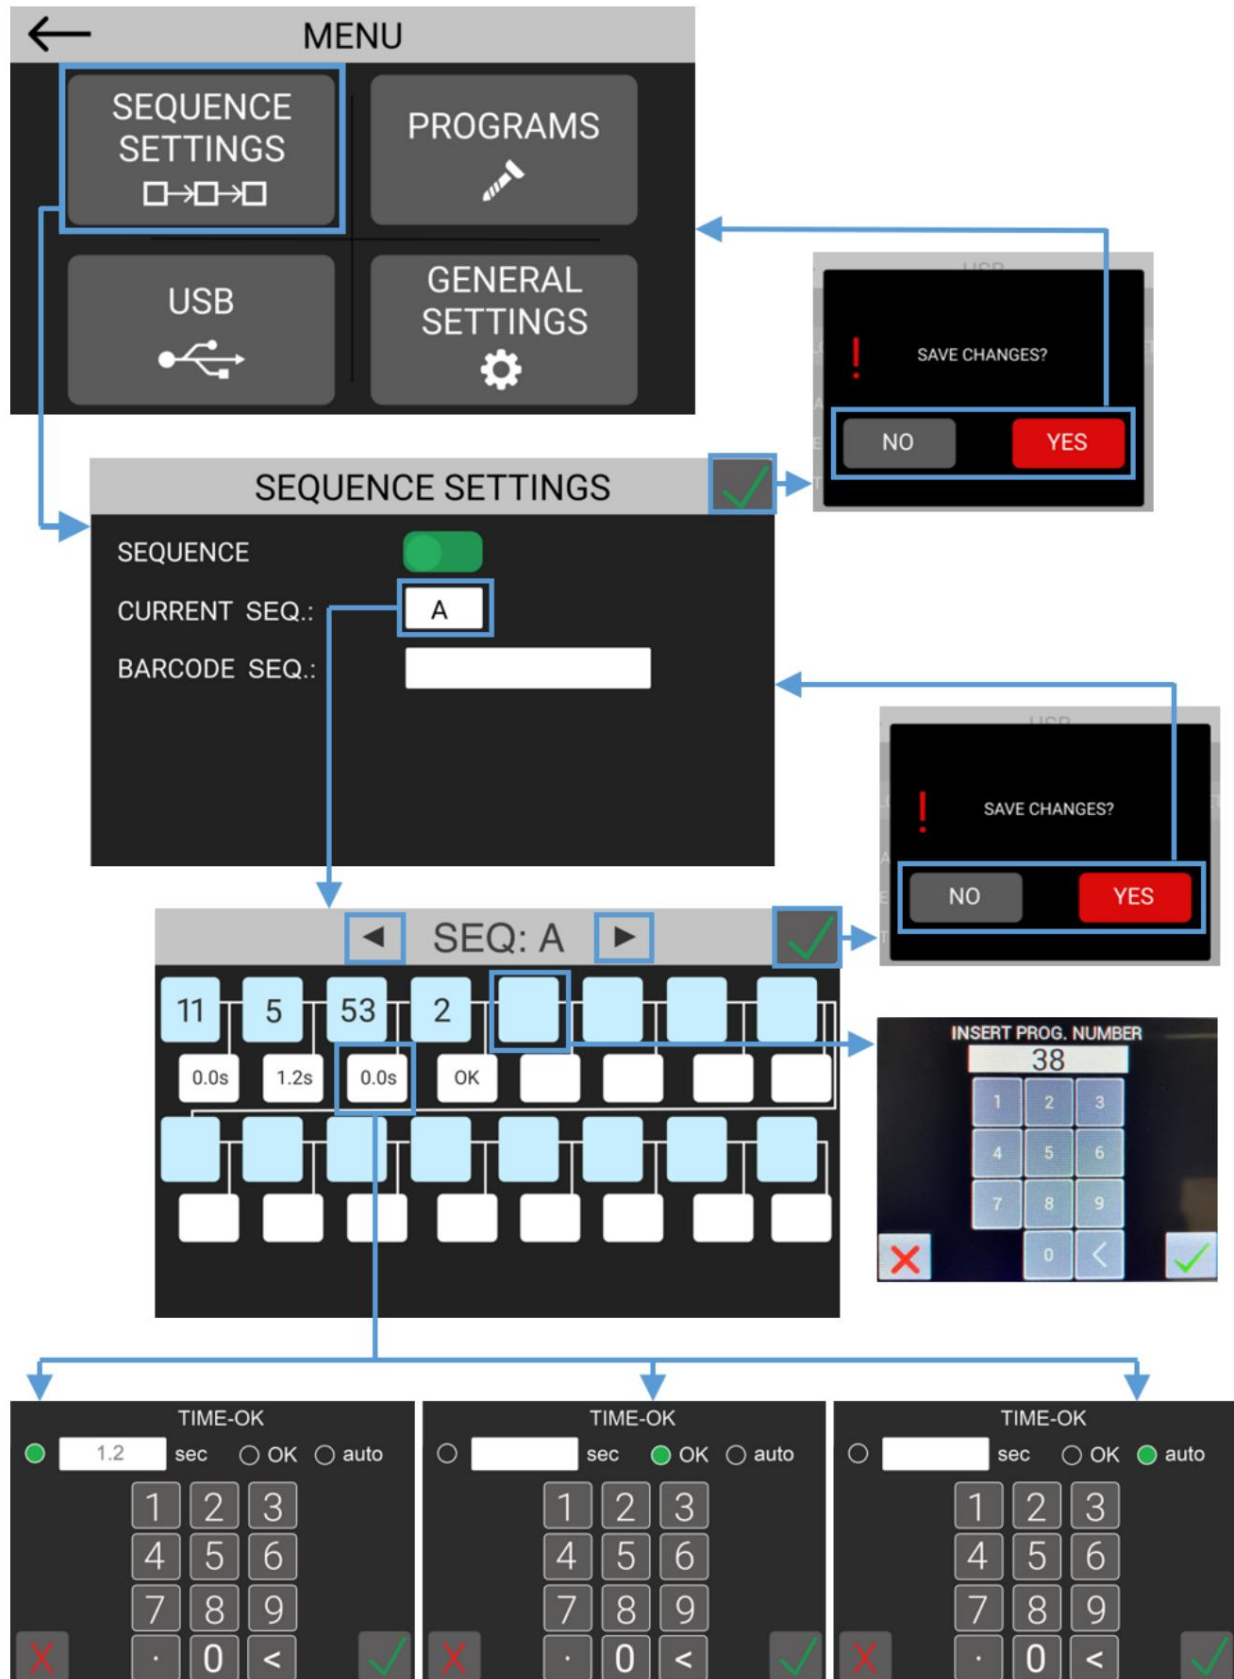 MENU
SEQUENCE
SETTINGS
PROGRAMS
USB
GENERAL
SETTINGS
USB
SAVE CHANGES?
NO
YES
SEQUENCE SETTINGS
SEQUENCE
CURRENT SEQ.:
A
BARCODE SEQ.:
USB
SAVE CHANGES?
NO
YES
SEQ: A
11 5 53 2
0.0s 1.2s 0.0s OK
INSERT PROG. NUMBER
38
1 2 3
4 5 6
7 8 9
0 <
TIME-OK
1.2 sec OK auto
1 2 3
4 5 6
7 8 9
. 0 <
X
TIME-OK
sec OK auto
1 2 3
4 5 6
7 8 9
. 0 <
X
TIME-OK
sec OK auto
1 2 3
4 5 6
7 8 9
. 0 <
X